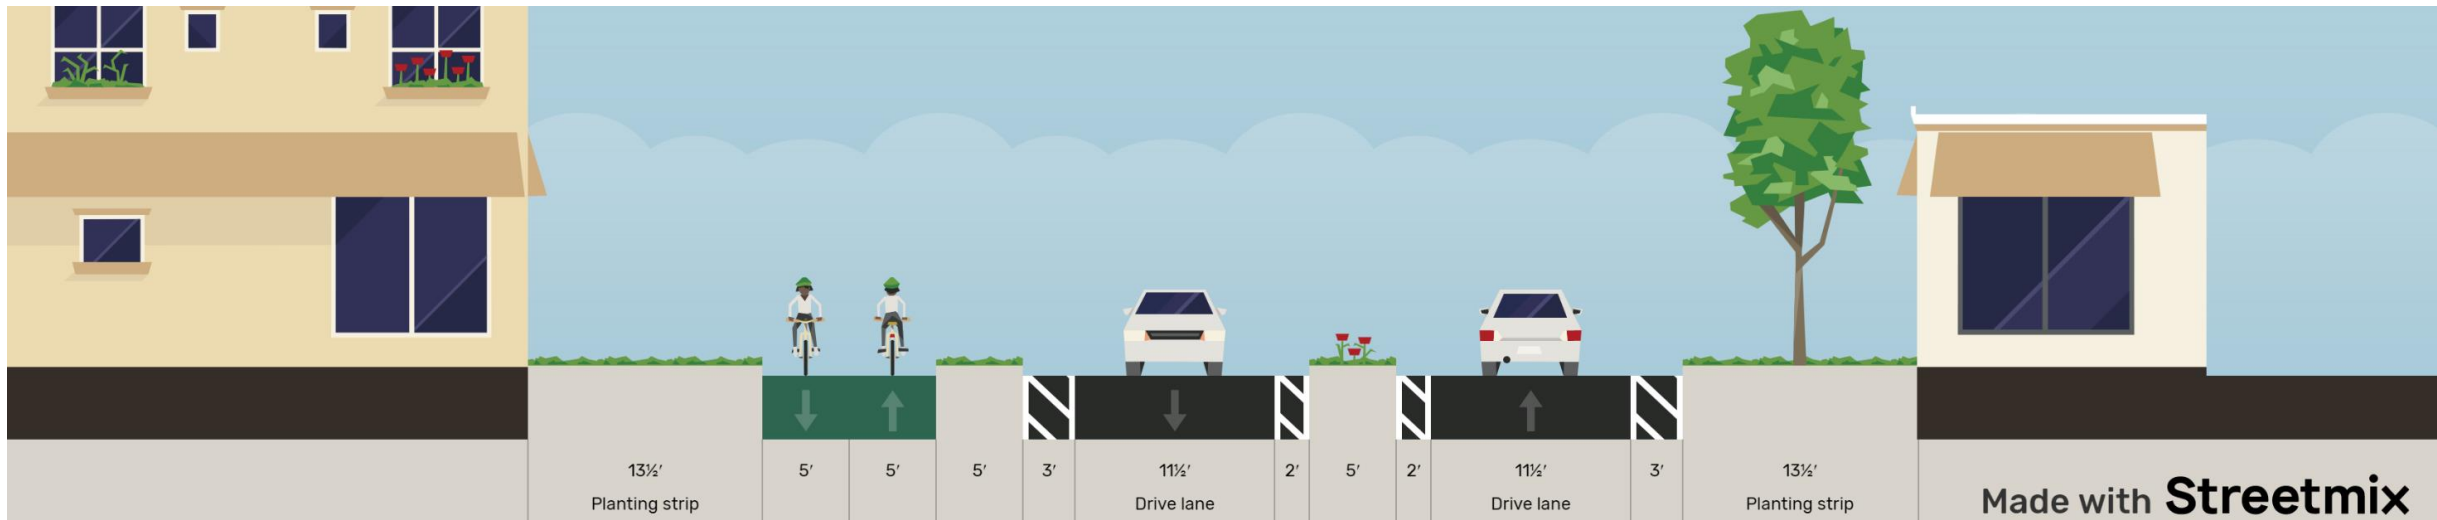 13½′ 5′ 5′ 5′ 3′ 11½′ 2′ 5′ 2′ 11½′ 3′ 13½′
Planting strip Drive lane Drive lane Planting strip
Made with Streetmix